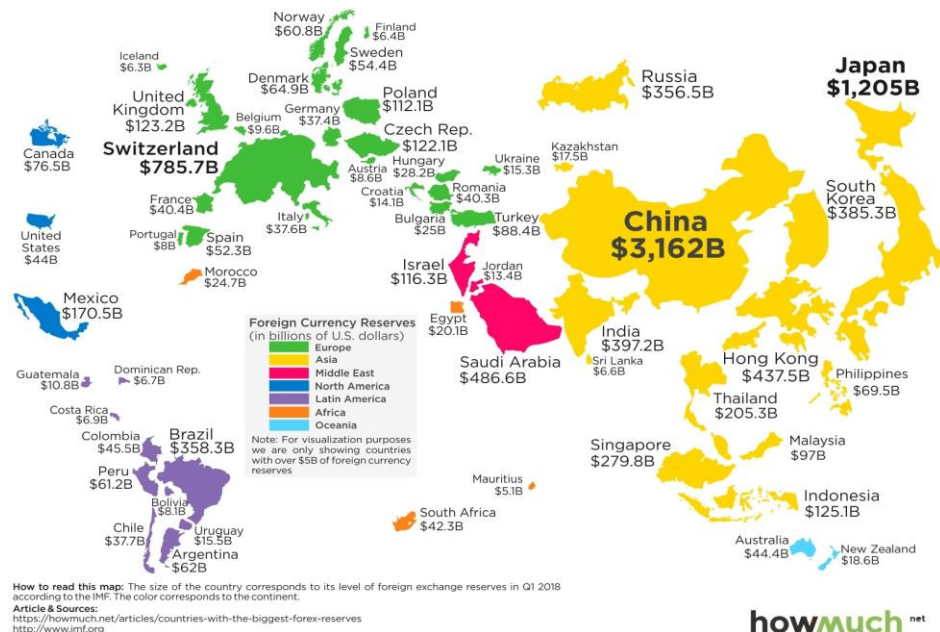 Norway
$60.8B
Finland
$6.4B
Sweden
$54.4B
Iceland
$6.3B
Denmark
$64.9B
United
Kingdom
$123.2B
Germany
$37.4B
Poland
$112.1B
Belgium
$9.6B
Czech Rep.
$122.1B
Switzerland
$785.7B
Austria
$8.6B
Hungary
$28.2B
Ukraine
$15.3B
Kazakhstan
$17.5B
Russia
$356.5B
Japan
$1,205B
Canada
$76.5B
France
$40.4B
Italy
$37.6B
Croatia
$14.1B
Romania
$40.3B
Bulgaria
$25B
Turkey
$88.4B
China
$3,162B
South
Korea
$385.3B
United
States
$44B
Portugal
$8B
Spain
$52.3B
Morocco
$24.7B
Israel
$116.3B
Jordan
$13.4B
Egypt
$20.1B
Mexico
$170.5B
Saudi Arabia
$486.6B
India
$397.2B
Sri Lanka
$6.6B
Hong Kong
$437.5B
Philippines
$69.5B
Thailand
$205.3B
Foreign Currency Reserves
(in billions of U.S. dollars)
Europe
Asia
Middle East
North America
Latin America
Africa
Oceania
Note: For visualization purposes
we are only showing countries
with over $5B of foreign currency
reserves
Guatemala
$10.8B
Dominican Rep.
$6.7B
Costa Rica
$6.9B
Colombia
$45.5B
Brazil
$358.3B
Peru
$61.2B
Bolivia
$8.1B
Chile
$37.7B
Uruguay
$15.5B
Argentina
$62B
Mauritius
$5.1B
South Africa
$42.3B
Singapore
$279.8B
Malaysia
$97B
Indonesia
$125.1B
Australia
$44.4B
New Zealand
$18.6B
How to read this map: The size of the country corresponds to its level of foreign exchange reserves in Q1 2018
according to the IMF. The color corresponds to the continent.
Article & Sources:
https://howmuch.net/articles/countries-with-the-biggest-forex-reserves
http://www.imf.org
howmuch net